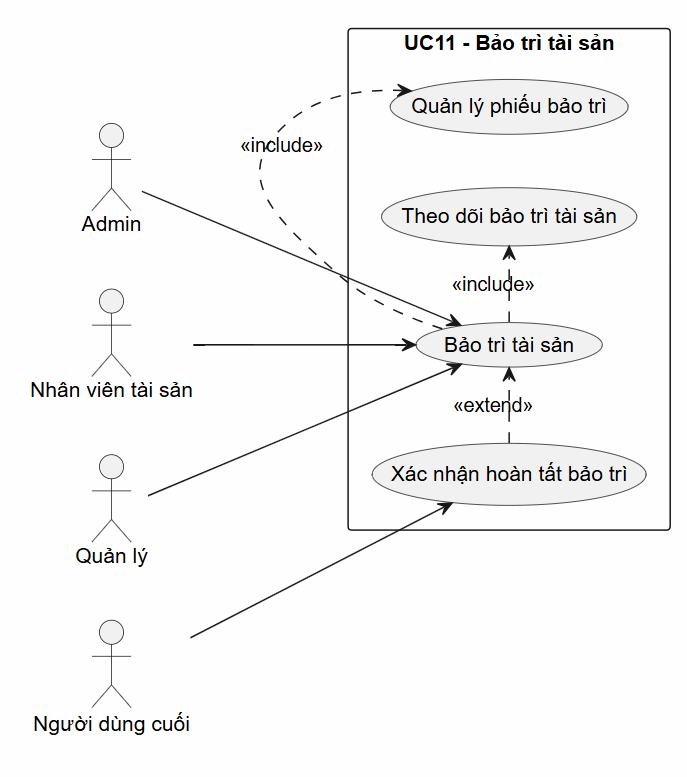 UC11 - Bảo trì tài sản
Quản lý phiếu bảo trì
«include»
Theo dõi bảo trì tài sản
Admin
«include»
Bảo trì tài sản
Nhân viên tài sản
«extend»
Xác nhận hoàn tất bảo trì
Quản lý
Người dùng cuối